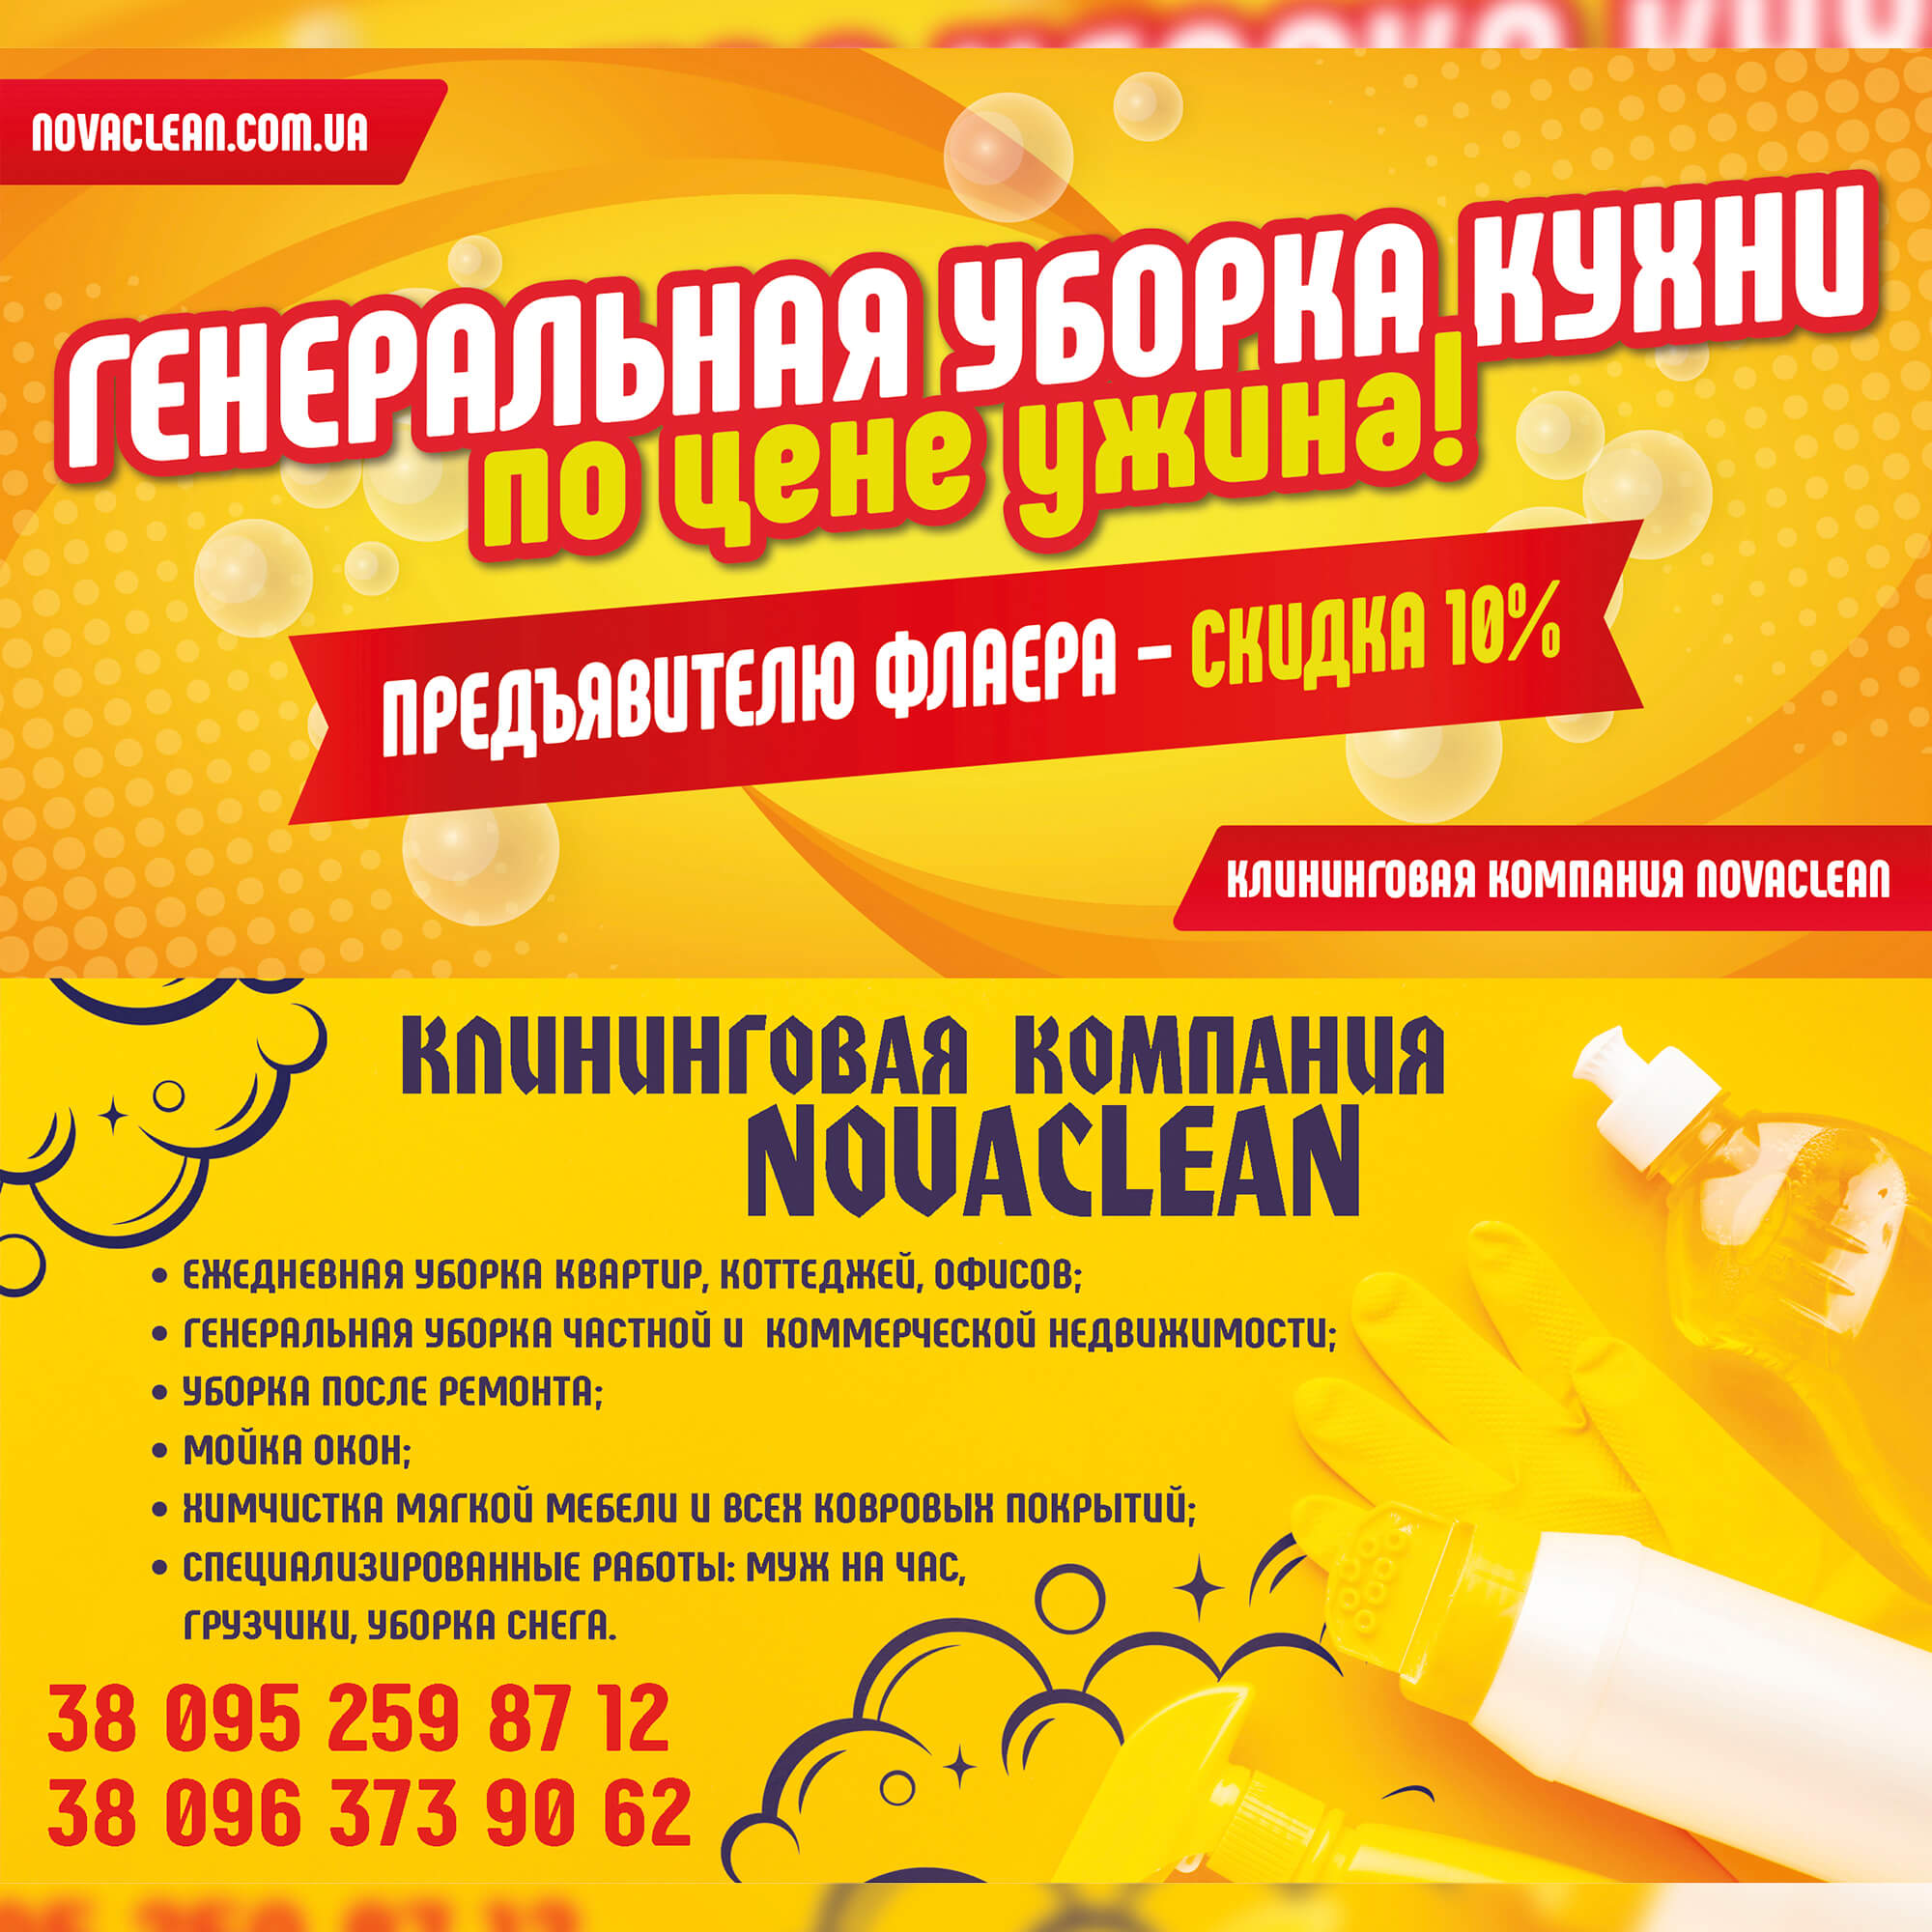 NOVACLEAN.COM.UA
ГЕНЕРАЛЬНАЯ УБОРКА КУХНИ
по цене ужина!
ПРЕДЪЯВИТЕЛЮ ФЛАЕРА – СКИДКА 10%
КЛИНИНГОВАЯ КОМПАНИЯ NOVACLEAN
КЛИНИНГОВАЯ КОМПАНИЯ
NOVACLEAN
• ЕЖЕДНЕВНАЯ УБОРКА КВАРТИР, КОТТЕДЖЕЙ, ОФИСОВ;
• ГЕНЕРАЛЬНАЯ УБОРКА ЧАСТНОЙ И КОММЕРЧЕСКОЙ НЕДВИЖИМОСТИ;
• УБОРКА ПОСЛЕ РЕМОНТА;
• МОЙКА ОКОН;
• ХИМЧИСТКА МЯГКОЙ МЕБЕЛИ И ВСЕХ КОВРОВЫХ ПОКРЫТИЙ;
• СПЕЦИАЛИЗИРОВАННЫЕ РАБОТЫ: МУЖ НА ЧАС,
ГРУЗЧИКИ, УБОРКА СНЕГА.
38 095 259 87 12
38 096 373 90 62